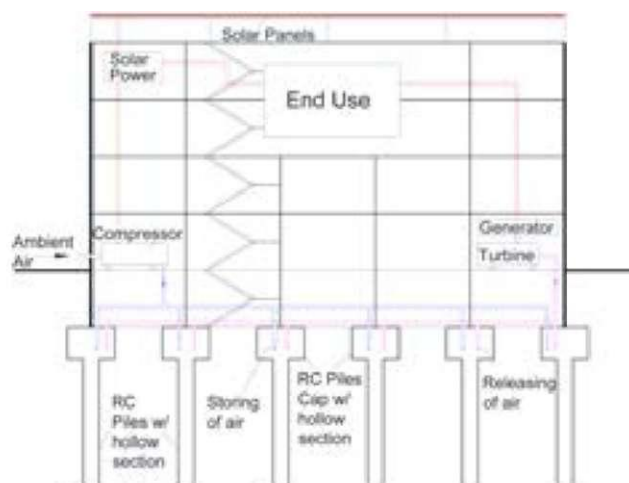 Solar Panels
Solar
Power
End Use
Ambient
Air
Compressor
Generator
Turbine
RC
Piles w/
hollow
section
Storing
of air
RC Piles
Cap w/
hollow
section
Releasing
of air